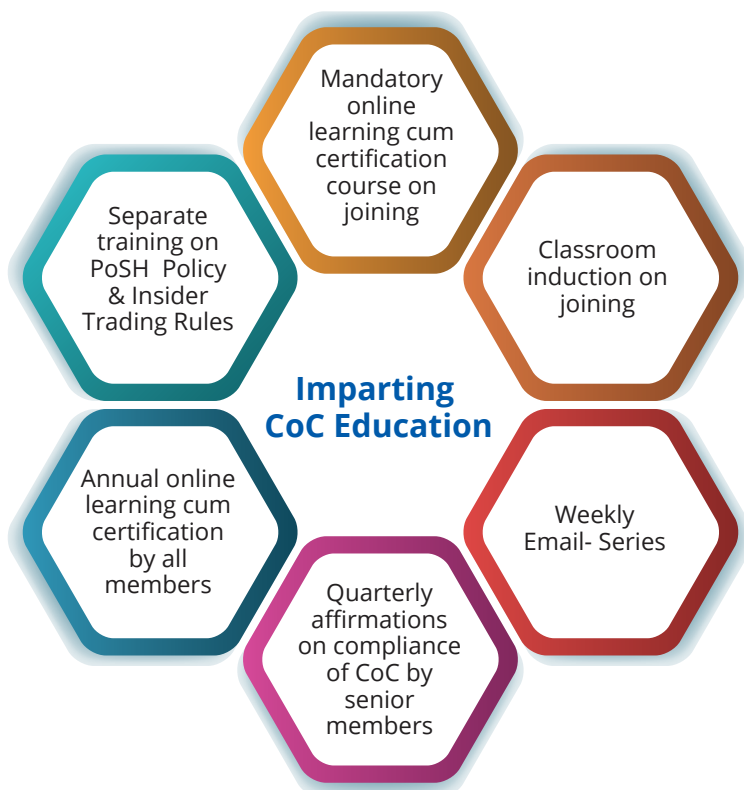 Mandatory
online
learning cum
certification
course on
joining
Classroom
induction on
joining
Weekly
Email- Series
Quarterly
affirmations
on compliance
of CoC by
senior
members
Annual online
learning cum
certification
by all
members
Separate
training on
PoSH Policy
& Insider
Trading Rules
Imparting
CoC Education